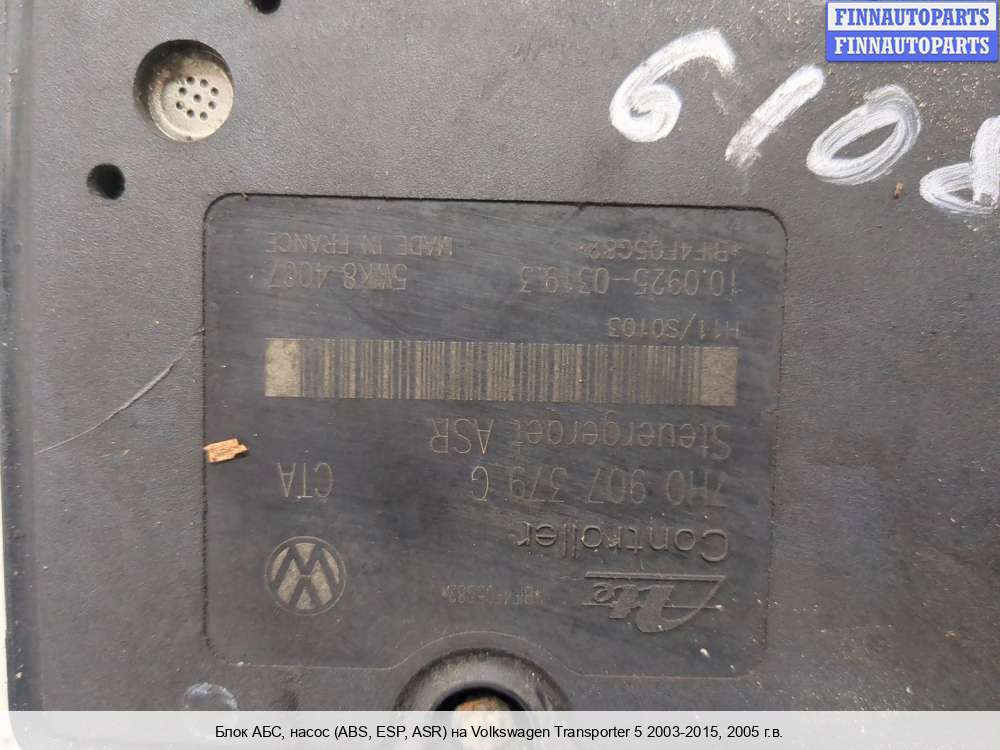 FINNAUTOPARTS
FINNAUTOPARTS
Ate
Controller
7H0 907 379 G CTA
Steuergeraet ASR
H11/S0103
10.0925-0319.3 5WK8 4067
MADE IN FRANCE
Блок АБС, насос (ABS, ESP, ASR) на Volkswagen Transporter 5 2003-2015, 2005 г.в.